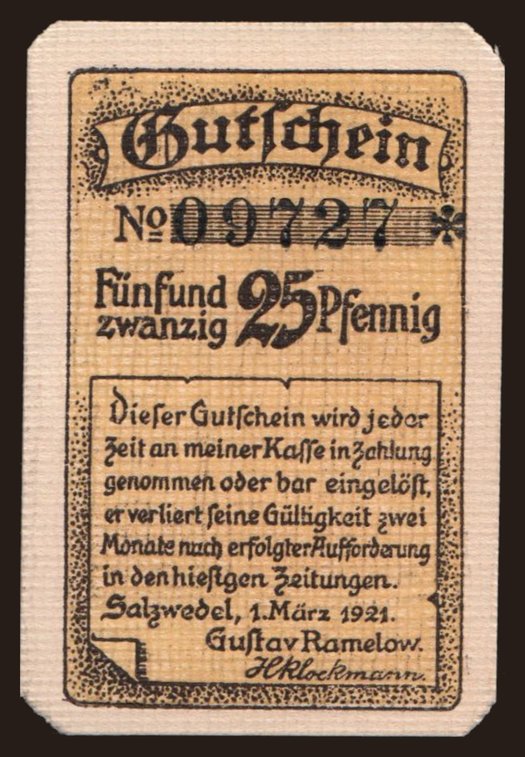 Gutſchein
No 09727 *
Fünfund
zwanzig 25 Pfennig
Dieſer Gutſchein wird jeder
Zeit an meiner Kaſſe in Zahlung
genommen oder bar eingelöſt,
er verliert ſeine Gültigkeit zwei
Monate nach erfolgter Aufforderung
in den hieſigen Zeitungen.
Salzwedel, 1. März 1921.
Guſtav Ramelow.
H Klockmann.